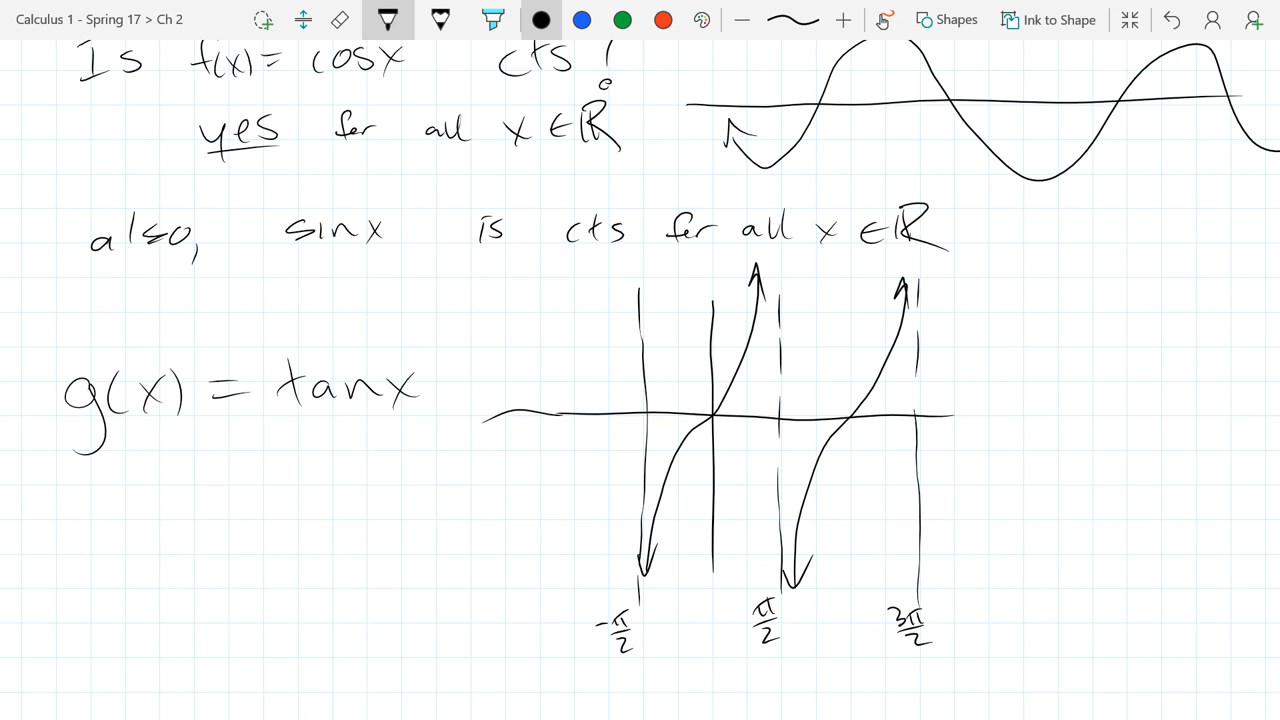 Calculus 1 - Spring 17 > Ch 2
Shapes
Ink to Shape
Is f(x) = cosx cts?
yes for all x ∈ ℝ
also, sinx is cts for all x ∈ ℝ
g(x) = tanx
-π/2
π/2
3π/2